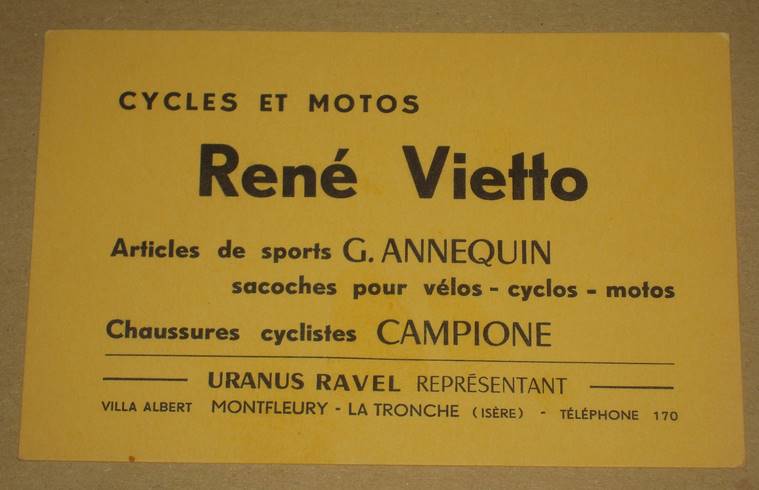 CYCLES ET MOTOS
René Vietto
Articles de sports G. ANNEQUIN
sacoches pour vélos - cyclos - motos
Chaussures cyclistes CAMPIONE
URANUS RAVEL REPRÉSENTANT
VILLA ALBERT MONTFLEURY - LA TRONCHE (ISÈRE) - TÉLÉPHONE 170